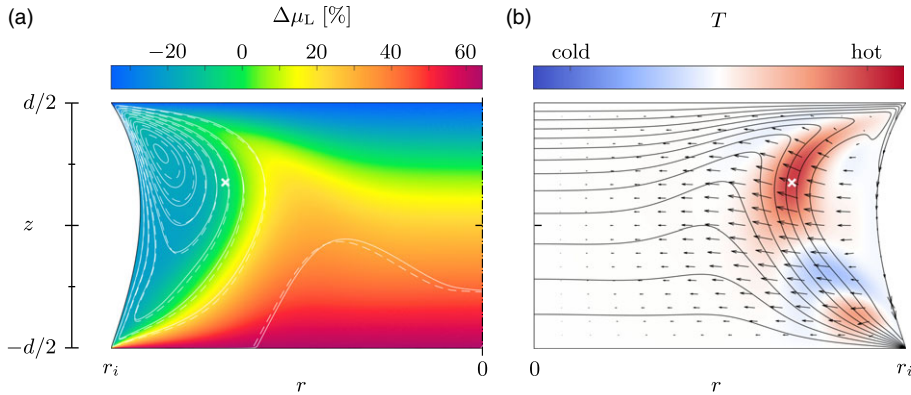 (a)
Δμ_L [%]
−20 0 20 40 60
d/2
z
−d/2
r_i r 0
(b)
T
cold hot
0 r r_i